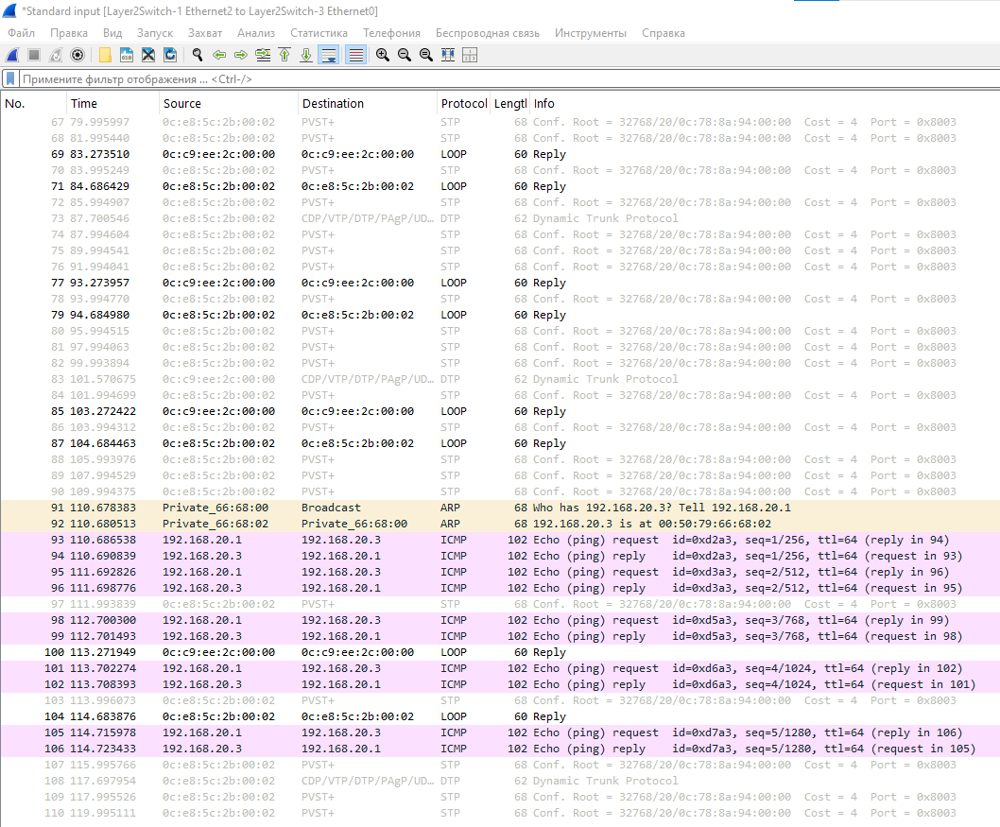 *Standard input [Layer2Switch-1 Ethernet2 to Layer2Switch-3 Ethernet0]
Файл Правка Вид Запуск Захват Анализ Статистика Телефония Беспроводная связь Инструменты Справка
Примените фильтр отображения ... <Ctrl-/>
No. Time Source Destination Protocol Lengtl Info
67 79.995997 0c:e8:5c:2b:00:02 PVST+ STP 68 Conf. Root = 32768/20/0c:78:8a:94:00:00 Cost = 4 Port = 0x8003
68 81.995440 0c:e8:5c:2b:00:02 PVST+ STP 68 Conf. Root = 32768/20/0c:78:8a:94:00:00 Cost = 4 Port = 0x8003
69 83.273510 0c:c9:ee:2c:00:00 0c:c9:ee:2c:00:00 LOOP 60 Reply
70 83.995249 0c:e8:5c:2b:00:02 PVST+ STP 68 Conf. Root = 32768/20/0c:78:8a:94:00:00 Cost = 4 Port = 0x8003
71 84.686429 0c:e8:5c:2b:00:02 0c:e8:5c:2b:00:02 LOOP 60 Reply
72 85.994907 0c:e8:5c:2b:00:02 PVST+ STP 68 Conf. Root = 32768/20/0c:78:8a:94:00:00 Cost = 4 Port = 0x8003
73 87.700546 0c:e8:5c:2b:00:02 CDP/VTP/DTP/PAgP/UD… DTP 62 Dynamic Trunk Protocol
74 87.994604 0c:e8:5c:2b:00:02 PVST+ STP 68 Conf. Root = 32768/20/0c:78:8a:94:00:00 Cost = 4 Port = 0x8003
75 89.994541 0c:e8:5c:2b:00:02 PVST+ STP 68 Conf. Root = 32768/20/0c:78:8a:94:00:00 Cost = 4 Port = 0x8003
76 91.994041 0c:e8:5c:2b:00:02 PVST+ STP 68 Conf. Root = 32768/20/0c:78:8a:94:00:00 Cost = 4 Port = 0x8003
77 93.273957 0c:c9:ee:2c:00:00 0c:c9:ee:2c:00:00 LOOP 60 Reply
78 93.994770 0c:e8:5c:2b:00:02 PVST+ STP 68 Conf. Root = 32768/20/0c:78:8a:94:00:00 Cost = 4 Port = 0x8003
79 94.684980 0c:e8:5c:2b:00:02 0c:e8:5c:2b:00:02 LOOP 60 Reply
80 95.994515 0c:e8:5c:2b:00:02 PVST+ STP 68 Conf. Root = 32768/20/0c:78:8a:94:00:00 Cost = 4 Port = 0x8003
81 97.994063 0c:e8:5c:2b:00:02 PVST+ STP 68 Conf. Root = 32768/20/0c:78:8a:94:00:00 Cost = 4 Port = 0x8003
82 99.993894 0c:e8:5c:2b:00:02 PVST+ STP 68 Conf. Root = 32768/20/0c:78:8a:94:00:00 Cost = 4 Port = 0x8003
83 101.570675 0c:c9:ee:2c:00:00 CDP/VTP/DTP/PAgP/UD… DTP 62 Dynamic Trunk Protocol
84 101.994699 0c:e8:5c:2b:00:02 PVST+ STP 68 Conf. Root = 32768/20/0c:78:8a:94:00:00 Cost = 4 Port = 0x8003
85 103.272422 0c:c9:ee:2c:00:00 0c:c9:ee:2c:00:00 LOOP 60 Reply
86 103.994312 0c:e8:5c:2b:00:02 PVST+ STP 68 Conf. Root = 32768/20/0c:78:8a:94:00:00 Cost = 4 Port = 0x8003
87 104.684463 0c:e8:5c:2b:00:02 0c:e8:5c:2b:00:02 LOOP 60 Reply
88 105.993976 0c:e8:5c:2b:00:02 PVST+ STP 68 Conf. Root = 32768/20/0c:78:8a:94:00:00 Cost = 4 Port = 0x8003
89 107.994529 0c:e8:5c:2b:00:02 PVST+ STP 68 Conf. Root = 32768/20/0c:78:8a:94:00:00 Cost = 4 Port = 0x8003
90 109.994375 0c:e8:5c:2b:00:02 PVST+ STP 68 Conf. Root = 32768/20/0c:78:8a:94:00:00 Cost = 4 Port = 0x8003
91 110.678383 Private_66:68:00 Broadcast ARP 68 Who has 192.168.20.3? Tell 192.168.20.1
92 110.680513 Private_66:68:02 Private_66:68:00 ARP 68 192.168.20.3 is at 00:50:79:66:68:02
93 110.686538 192.168.20.1 192.168.20.3 ICMP 102 Echo (ping) request id=0xd2a3, seq=1/256, ttl=64 (reply in 94)
94 110.690839 192.168.20.3 192.168.20.1 ICMP 102 Echo (ping) reply id=0xd2a3, seq=1/256, ttl=64 (request in 93)
95 111.692826 192.168.20.1 192.168.20.3 ICMP 102 Echo (ping) request id=0xd3a3, seq=2/512, ttl=64 (reply in 96)
96 111.698776 192.168.20.3 192.168.20.1 ICMP 102 Echo (ping) reply id=0xd3a3, seq=2/512, ttl=64 (request in 95)
97 111.993839 0c:e8:5c:2b:00:02 PVST+ STP 68 Conf. Root = 32768/20/0c:78:8a:94:00:00 Cost = 4 Port = 0x8003
98 112.700300 192.168.20.1 192.168.20.3 ICMP 102 Echo (ping) request id=0xd5a3, seq=3/768, ttl=64 (reply in 99)
99 112.701493 192.168.20.3 192.168.20.1 ICMP 102 Echo (ping) reply id=0xd5a3, seq=3/768, ttl=64 (request in 98)
100 113.271949 0c:c9:ee:2c:00:00 0c:c9:ee:2c:00:00 LOOP 60 Reply
101 113.702274 192.168.20.1 192.168.20.3 ICMP 102 Echo (ping) request id=0xd6a3, seq=4/1024, ttl=64 (reply in 102)
102 113.708393 192.168.20.3 192.168.20.1 ICMP 102 Echo (ping) reply id=0xd6a3, seq=4/1024, ttl=64 (request in 101)
103 113.996073 0c:e8:5c:2b:00:02 PVST+ STP 68 Conf. Root = 32768/20/0c:78:8a:94:00:00 Cost = 4 Port = 0x8003
104 114.683876 0c:e8:5c:2b:00:02 0c:e8:5c:2b:00:02 LOOP 60 Reply
105 114.715978 192.168.20.1 192.168.20.3 ICMP 102 Echo (ping) request id=0xd7a3, seq=5/1280, ttl=64 (reply in 106)
106 114.723433 192.168.20.3 192.168.20.1 ICMP 102 Echo (ping) reply id=0xd7a3, seq=5/1280, ttl=64 (request in 105)
107 115.995766 0c:e8:5c:2b:00:02 PVST+ STP 68 Conf. Root = 32768/20/0c:78:8a:94:00:00 Cost = 4 Port = 0x8003
108 117.697954 0c:e8:5c:2b:00:02 CDP/VTP/DTP/PAgP/UD… DTP 62 Dynamic Trunk Protocol
109 117.995526 0c:e8:5c:2b:00:02 PVST+ STP 68 Conf. Root = 32768/20/0c:78:8a:94:00:00 Cost = 4 Port = 0x8003
110 119.995111 0c:e8:5c:2b:00:02 PVST+ STP 68 Conf. Root = 32768/20/0c:78:8a:94:00:00 Cost = 4 Port = 0x8003